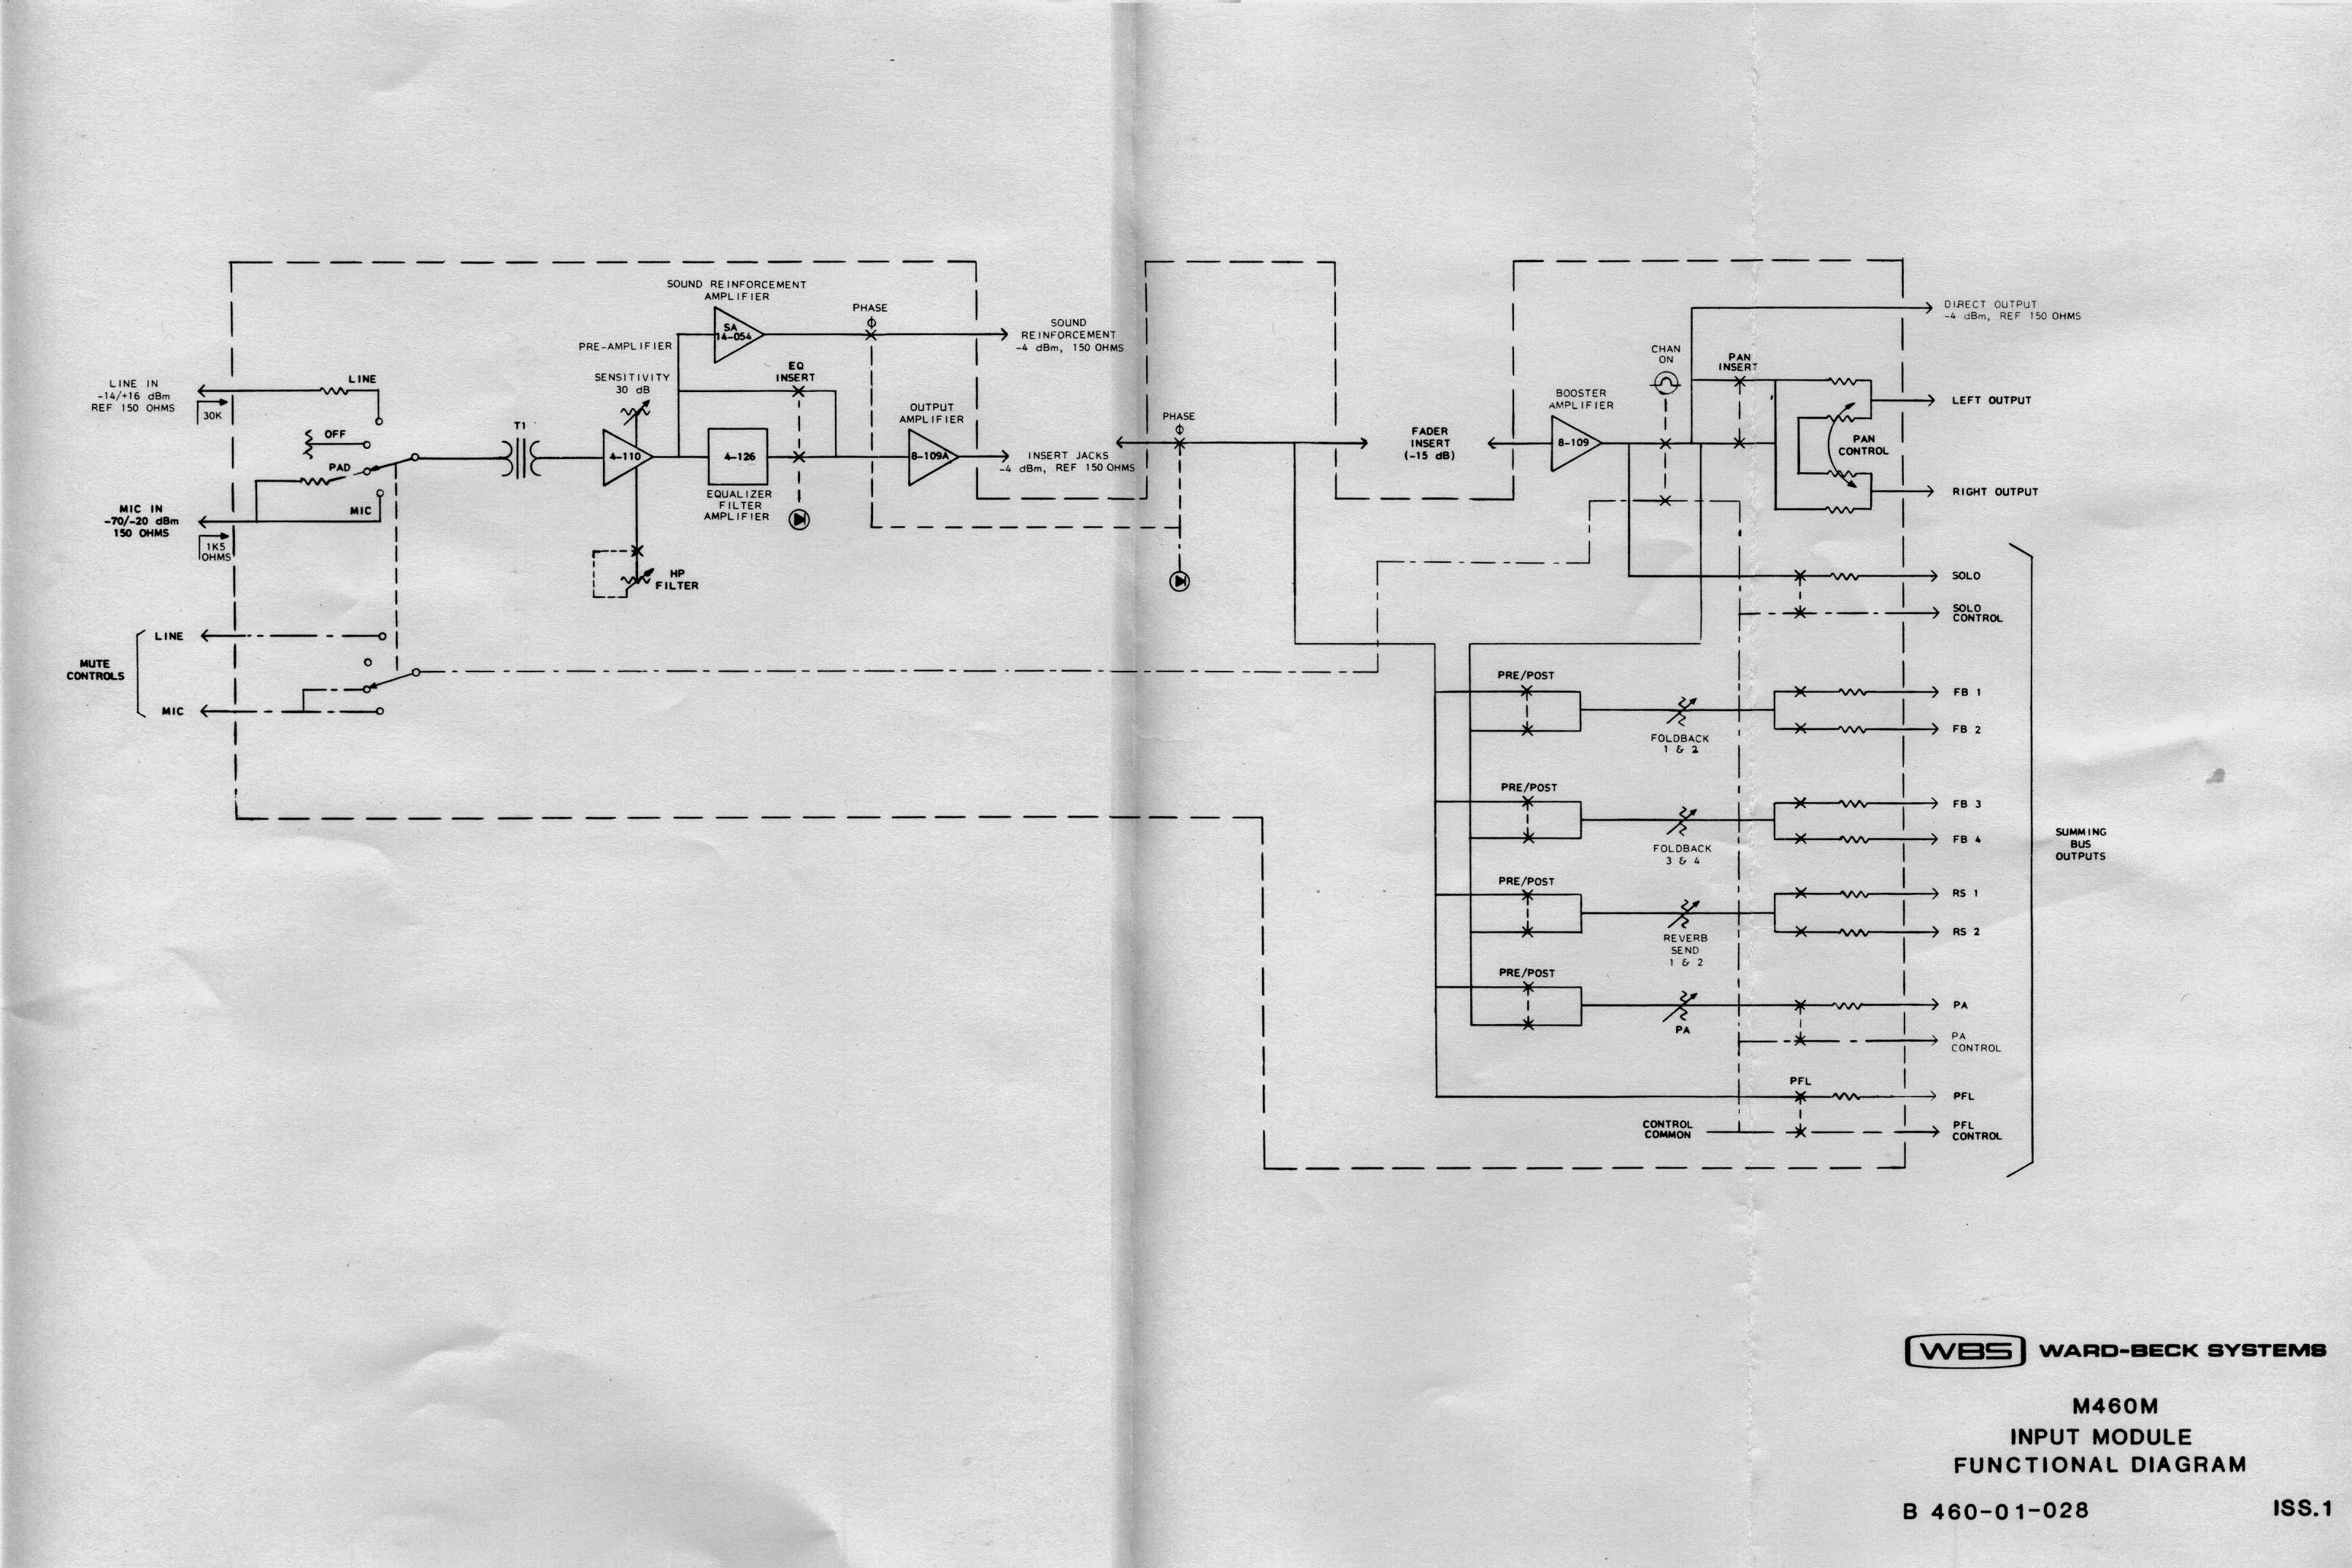 SOUND REINFORCEMENT
AMPLIFIER
SA
14-054
PHASE
Φ
SOUND
REINFORCEMENT
-4 dBm, 150 OHMS
PRE-AMPLIFIER
SENSITIVITY
30 dB
EQ
INSERT
LINE IN
-14/+16 dBm
REF 150 OHMS
30K
LINE
OFF
PAD
MIC
MIC IN
-70/-20 dBm
150 OHMS
1K5
OHMS
T1
4-110
4-126
EQUALIZER
FILTER
AMPLIFIER
OUTPUT
AMPLIFIER
8-109A
INSERT JACKS
-4 dBm, REF 150 OHMS
HP
FILTER
MUTE
CONTROLS
LINE
MIC
PHASE
Φ
FADER
INSERT
(-15 dB)
BOOSTER
AMPLIFIER
8-109
CHAN
ON
PAN
INSERT
PAN
CONTROL
DIRECT OUTPUT
-4 dBm, REF 150 OHMS
LEFT OUTPUT
RIGHT OUTPUT
SOLO
SOLO
CONTROL
PRE/POST
FOLDBACK
1 & 2
FB 1
FB 2
PRE/POST
FOLDBACK
3 & 4
FB 3
FB 4
PRE/POST
REVERB
SEND
1 & 2
RS 1
RS 2
PRE/POST
PA
PA
PA
CONTROL
PFL
PFL
CONTROL
COMMON
PFL
CONTROL
SUMMING
BUS
OUTPUTS
WBS WARD-BECK SYSTEMS
M460M
INPUT MODULE
FUNCTIONAL DIAGRAM
B 460-01-028 ISS.1